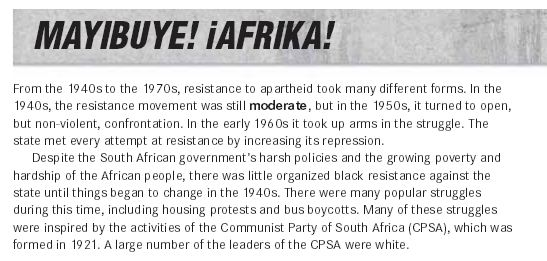 MAYIBUYE! ¡AFRIKA!
From the 1940s to the 1970s, resistance to apartheid took many different forms. In the
1940s, the resistance movement was still moderate, but in the 1950s, it turned to open,
but non-violent, confrontation. In the early 1960s it took up arms in the struggle. The
state met every attempt at resistance by increasing its repression.
Despite the South African government's harsh policies and the growing poverty and
hardship of the African people, there was little organized black resistance against the
state until things began to change in the 1940s. There were many popular struggles
during this time, including housing protests and bus boycotts. Many of these struggles
were inspired by the activities of the Communist Party of South Africa (CPSA), which was
formed in 1921. A large number of the leaders of the CPSA were white.